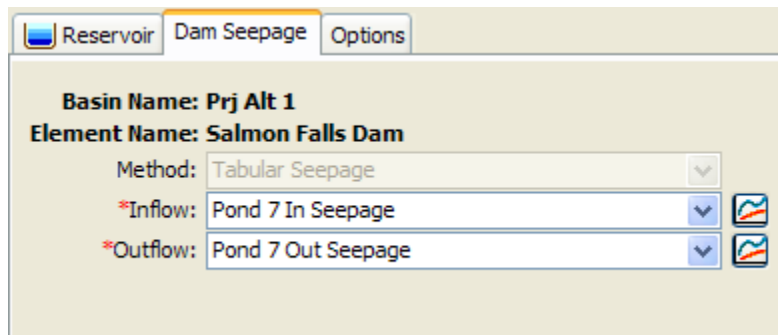 Reservoir Dam Seepage Options
Basin Name: Prj Alt 1
Element Name: Salmon Falls Dam
Method: Tabular Seepage
*Inflow: Pond 7 In Seepage
*Outflow: Pond 7 Out Seepage